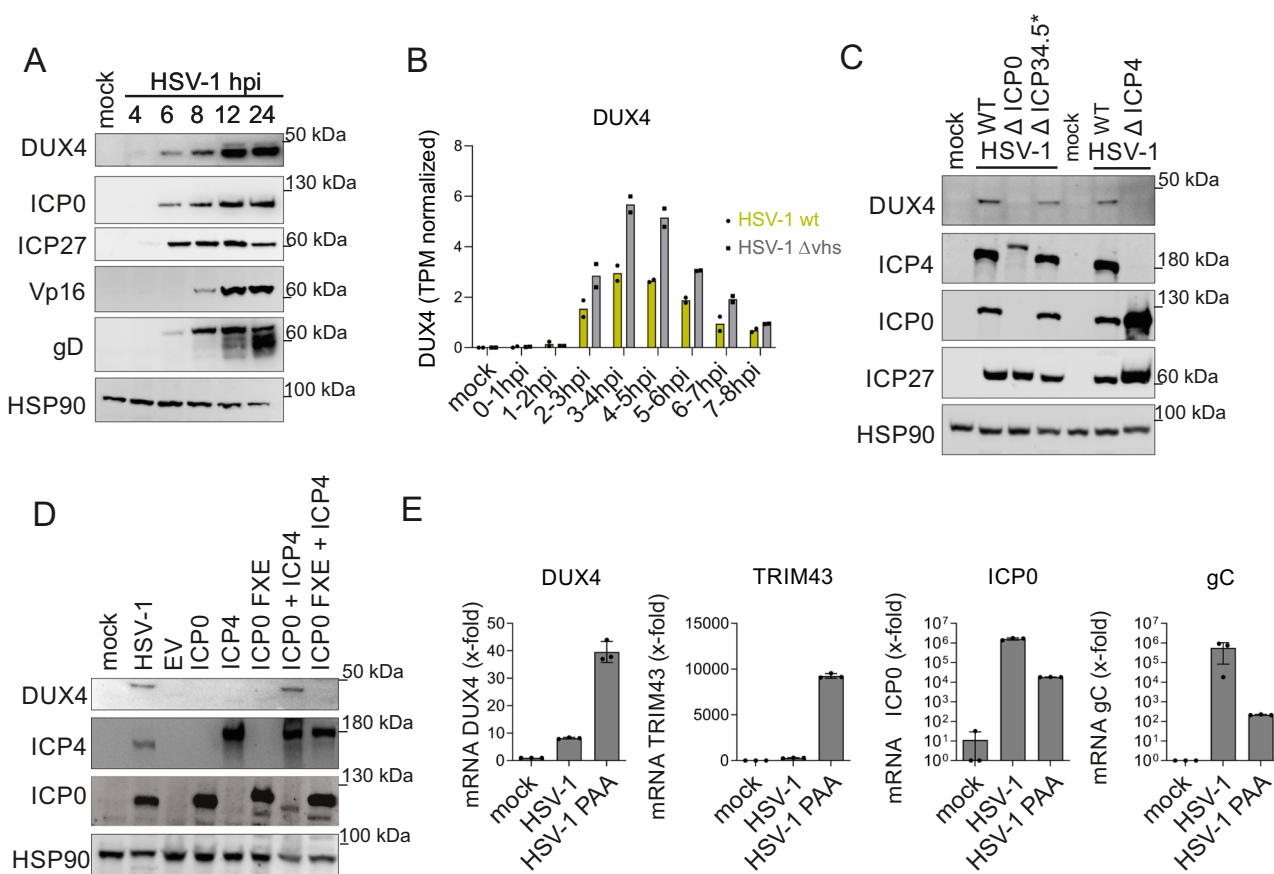 A
HSV-1 hpi
mock
4 6 8 12 24
DUX4
50 kDa
ICP0
130 kDa
ICP27
60 kDa
Vp16
60 kDa
gD
60 kDa
HSP90
100 kDa
B
DUX4
DUX4 (TPM normalized)
8
6
4
2
0
HSV-1 wt
HSV-1 Δvhs
mock
0-1hpi
1-2hpi
2-3hpi
3-4hpi
4-5hpi
5-6hpi
6-7hpi
7-8hpi
C
mock
WT
Δ ICP0
Δ ICP34.5*
HSV-1
mock
WT
Δ ICP4
HSV-1
DUX4
50 kDa
ICP4
180 kDa
ICP0
130 kDa
ICP27
60 kDa
HSP90
100 kDa
D
mock
HSV-1
EV
ICP0
ICP4
ICP0 FXE
ICP0 + ICP4
ICP0 FXE + ICP4
DUX4
50 kDa
ICP4
180 kDa
ICP0
130 kDa
HSP90
100 kDa
E
DUX4
mRNA DUX4 (x-fold)
50
40
30
20
10
0
mock
HSV-1
HSV-1 PAA
TRIM43
mRNA TRIM43 (x-fold)
15000
10000
5000
0
mock
HSV-1
HSV-1 PAA
ICP0
mRNA ICP0 (x-fold)
10⁷
10⁶
10⁵
10⁴
10³
10²
10¹
10⁰
mock
HSV-1
HSV-1 PAA
gC
mRNA gC (x-fold)
10⁷
10⁶
10⁵
10⁴
10³
10²
10¹
10⁰
mock
HSV-1
HSV-1 PAA